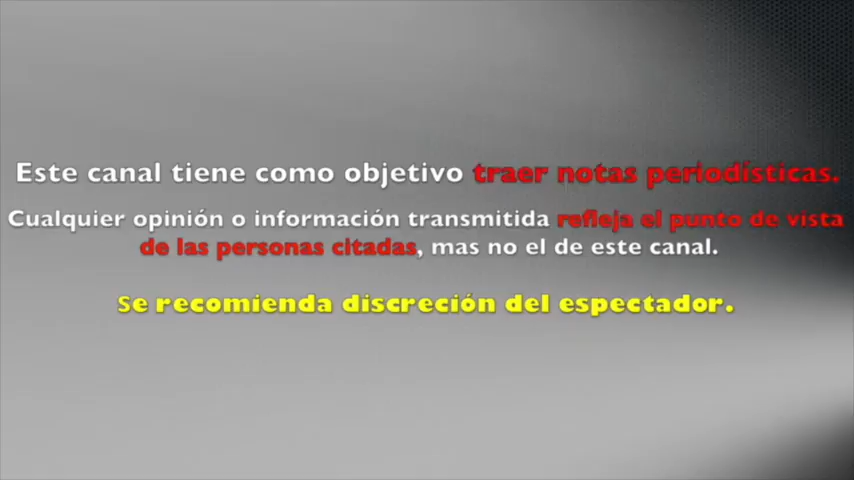 Este canal tiene como objetivo traer notas periodísticas.
Cualquier opinión o información transmitida refleja el punto de vista
de las personas citadas, mas no el de este canal.
Se recomienda discreción del espectador.